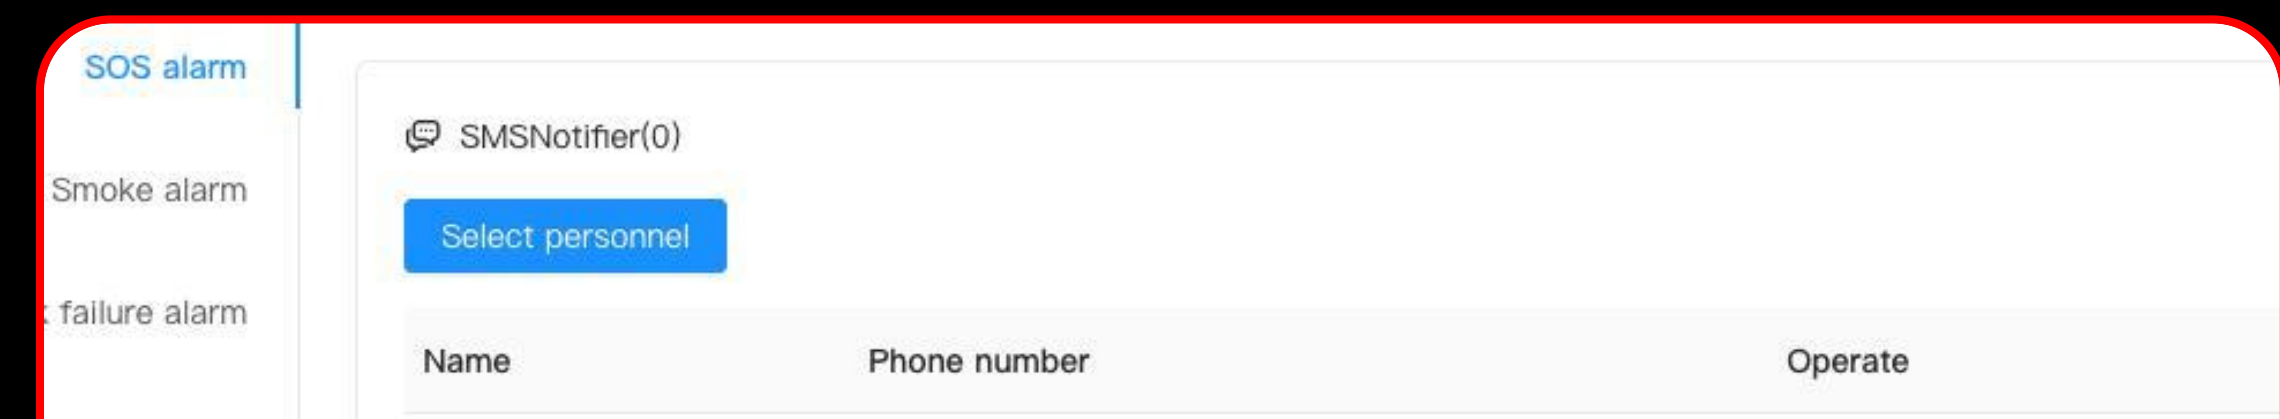 SOS alarm
Smoke alarm
failure alarm
SMSNotifier(0)
Select personnel
Name Phone number Operate